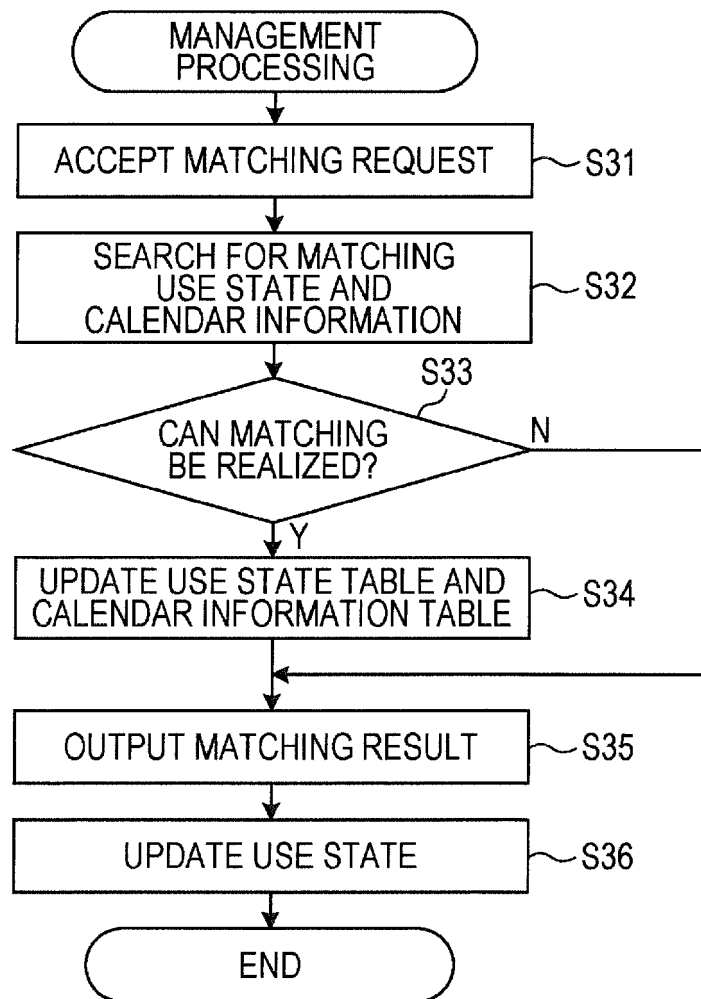 MANAGEMENT
PROCESSING
ACCEPT MATCHING REQUEST
S31
SEARCH FOR MATCHING
USE STATE AND
CALENDAR INFORMATION
S32
S33
CAN MATCHING
BE REALIZED?
N
Y
UPDATE USE STATE TABLE AND
CALENDAR INFORMATION TABLE
S34
OUTPUT MATCHING RESULT
S35
UPDATE USE STATE
S36
END